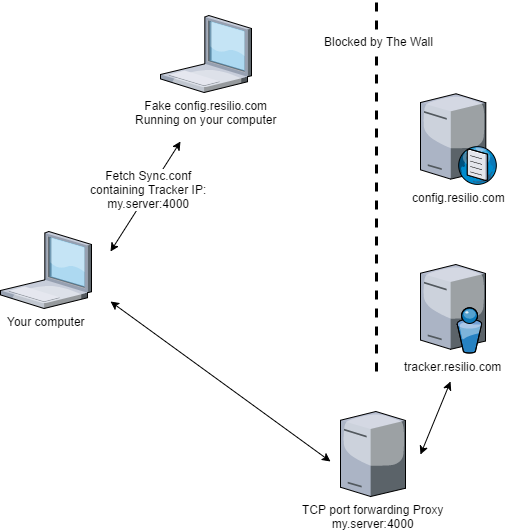 Blocked by The Wall
Fake config.resilio.com
Running on your computer
config.resilio.com
Fetch Sync.conf
containing Tracker IP:
my.server:4000
Your computer
tracker.resilio.com
TCP port forwarding Proxy
my.server:4000